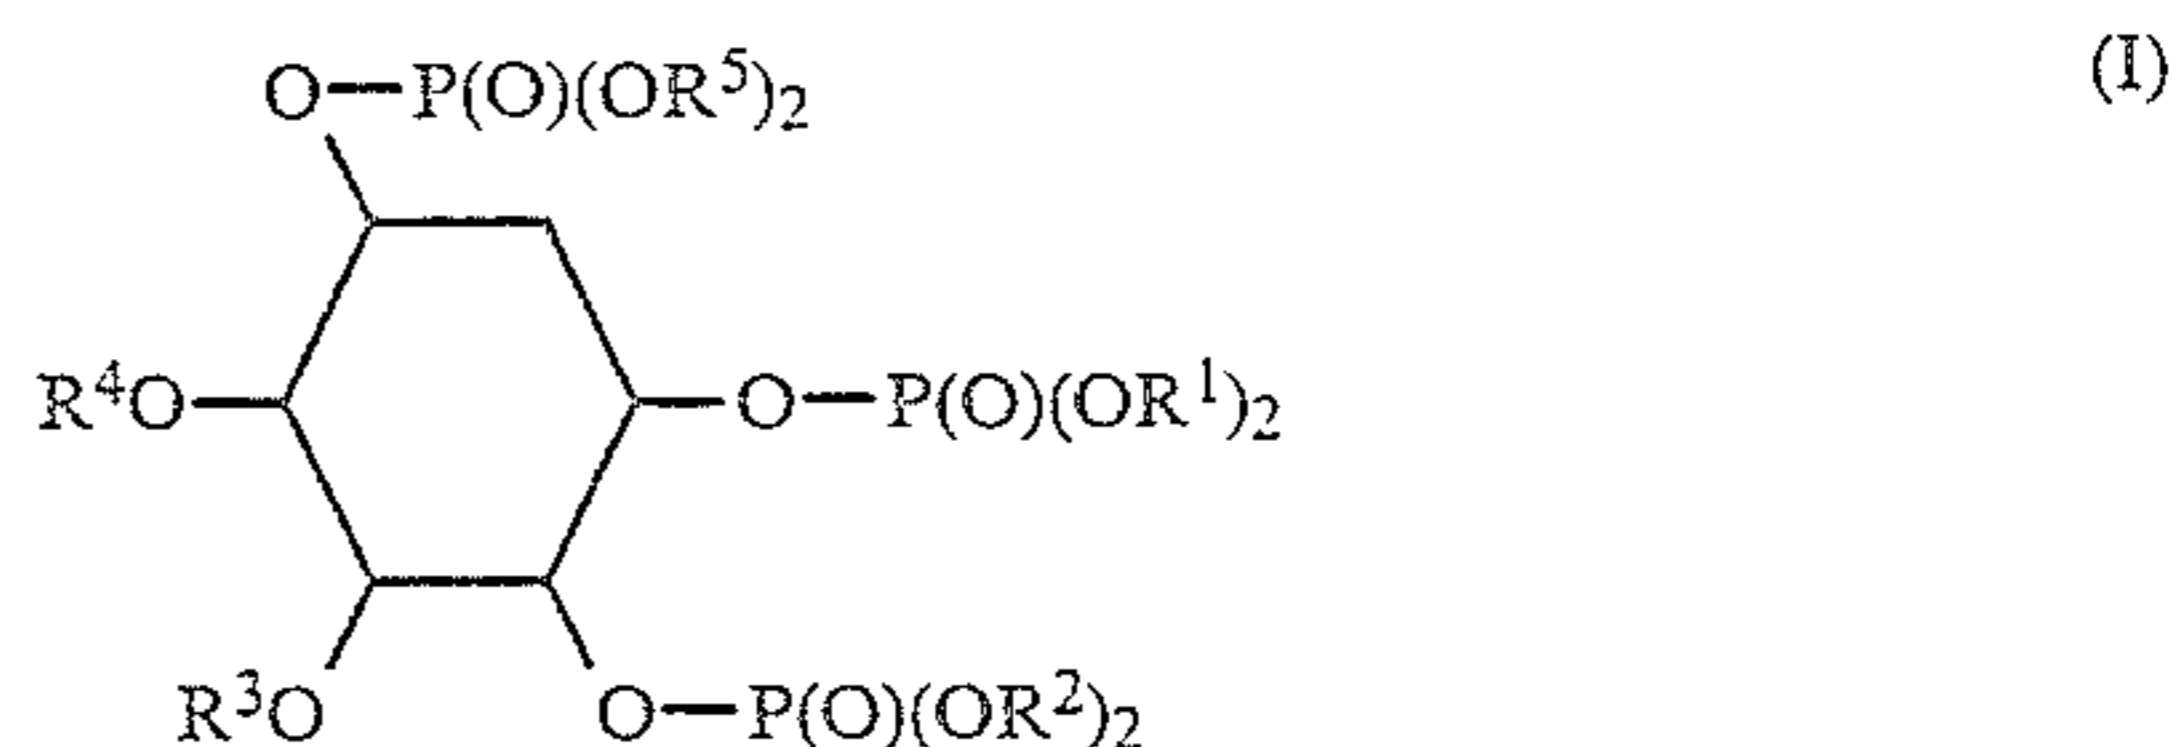 O—P(O)(OR⁵)₂ (I)
R⁴O O—P(O)(OR¹)₂
R³O O—P(O)(OR²)₂